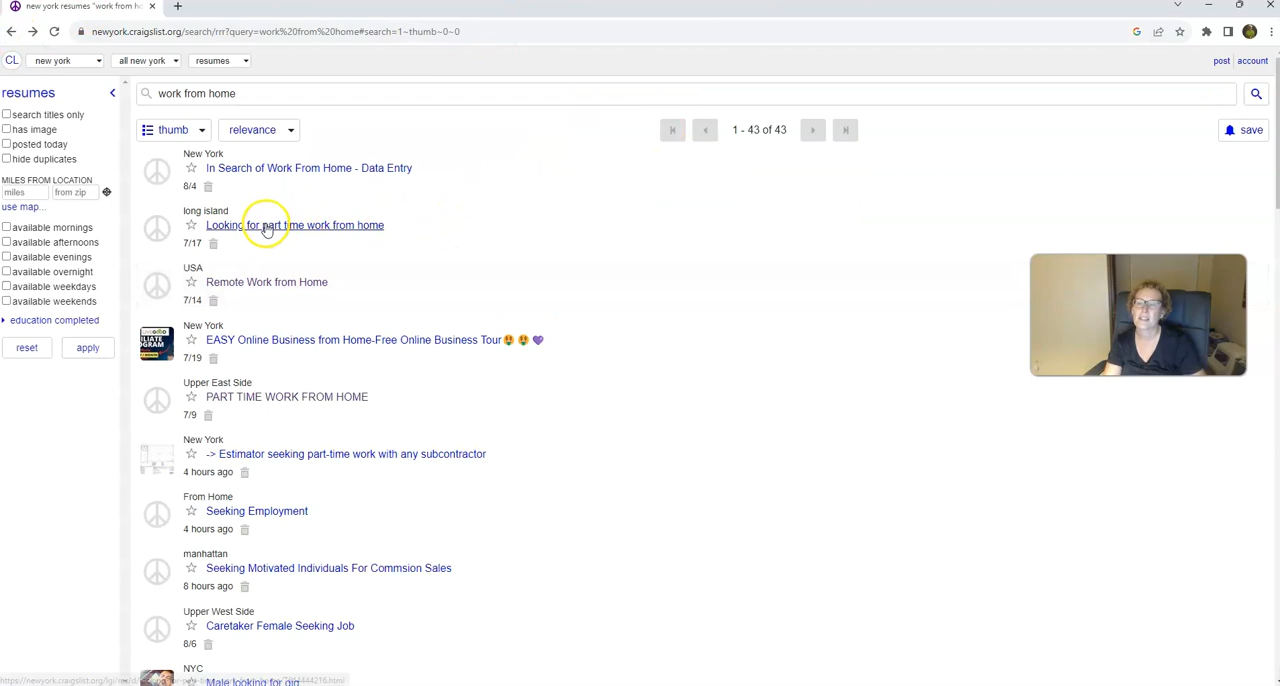 new york resumes "work from h
newyork.craigslist.org/search/rrr?query=work%20from%20home#search=1~thumb~0~0
CL new york all new york resumes post account
resumes
search titles only
has image
posted today
hide duplicates
MILES FROM LOCATION
miles from zip
use map...
available mornings
available afternoons
available evenings
available overnight
available weekdays
available weekends
education completed
reset apply
work from home
thumb relevance 1 - 43 of 43 save
New York
In Search of Work From Home - Data Entry
8/4
long island
Looking for part time work from home
7/17
USA
Remote Work from Home
7/14
New York
EASY Online Business from Home-Free Online Business Tour🤑🤑💜
7/19
Upper East Side
PART TIME WORK FROM HOME
7/9
New York
-> Estimator seeking part-time work with any subcontractor
4 hours ago
From Home
Seeking Employment
4 hours ago
manhattan
Seeking Motivated Individuals For Commsion Sales
8 hours ago
Upper West Side
Caretaker Female Seeking Job
8/6
NYC
Male looking for gig